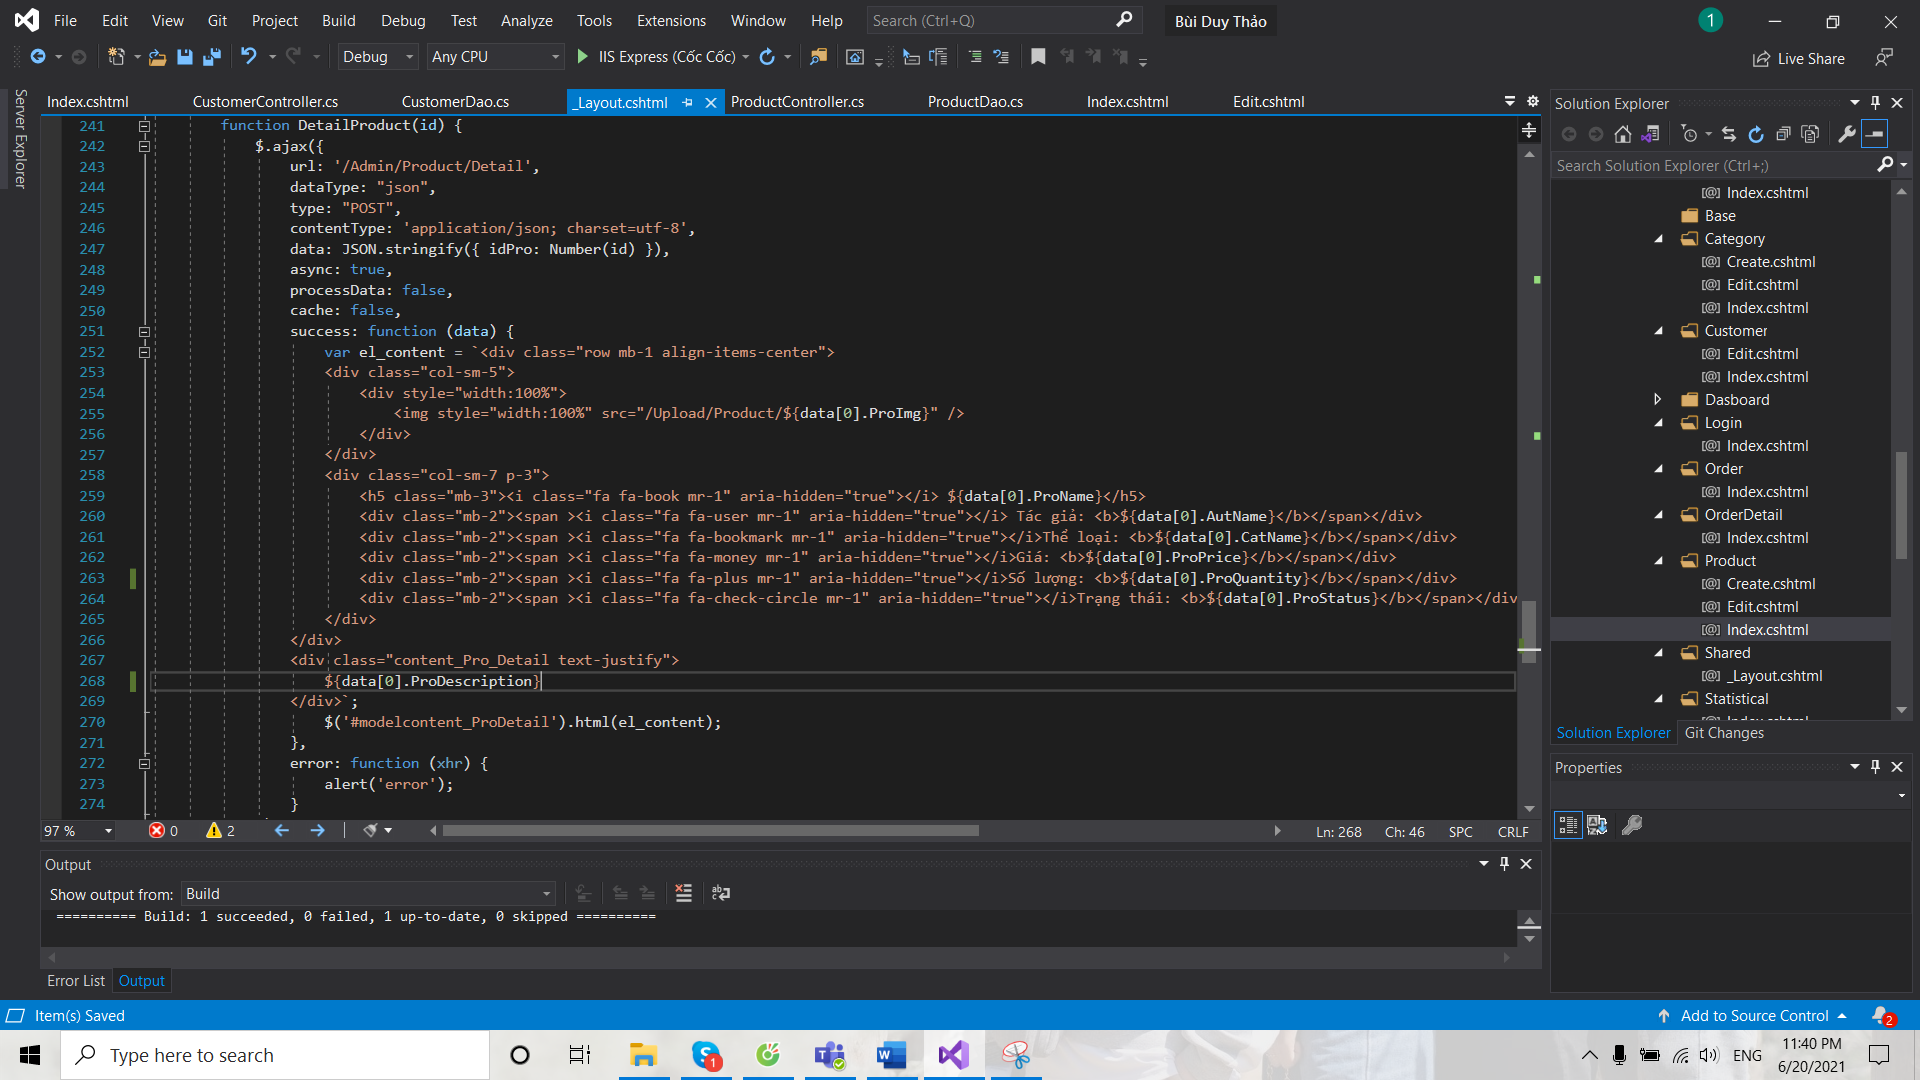 File Edit View Git Project Build Debug Test Analyze Tools Extensions Window Help Search (Ctrl+Q) Bùi Duy Thảo 1
Debug Any CPU IIS Express (Cốc Cốc) Live Share
Server Explorer
Index.cshtml CustomerController.cs CustomerDao.cs _Layout.cshtml ProductController.cs ProductDao.cs Index.cshtml Edit.cshtml
241 function DetailProduct(id) {
242 $.ajax({
243 url: '/Admin/Product/Detail',
244 dataType: "json",
245 type: "POST",
246 contentType: 'application/json; charset=utf-8',
247 data: JSON.stringify({ idPro: Number(id) }),
248 async: true,
249 processData: false,
250 cache: false,
251 success: function (data) {
252 var el_content = `<div class="row mb-1 align-items-center">
253 <div class="col-sm-5">
254 <div style="width:100%">
255 <img style="width:100%" src="/Upload/Product/${data[0].ProImg}" />
256 </div>
257 </div>
258 <div class="col-sm-7 p-3">
259 <h5 class="mb-3"><i class="fa fa-book mr-1" aria-hidden="true"></i> ${data[0].ProName}</h5>
260 <div class="mb-2"><span ><i class="fa fa-user mr-1" aria-hidden="true"></i> Tác giả: <b>${data[0].AutName}</b></span></div>
261 <div class="mb-2"><span ><i class="fa fa-bookmark mr-1" aria-hidden="true"></i>Thể loại: <b>${data[0].CatName}</b></span></div>
262 <div class="mb-2"><span ><i class="fa fa-money mr-1" aria-hidden="true"></i>Giá: <b>${data[0].ProPrice}</b></span></div>
263 <div class="mb-2"><span ><i class="fa fa-plus mr-1" aria-hidden="true"></i>Số lượng: <b>${data[0].ProQuantity}</b></span></div>
264 <div class="mb-2"><span ><i class="fa fa-check-circle mr-1" aria-hidden="true"></i>Trạng thái: <b>${data[0].ProStatus}</b></span></div
265 </div>
266 </div>
267 <div class="content_Pro_Detail text-justify">
268 ${data[0].ProDescription}
269 </div>`;
270 $('#modelcontent_ProDetail').html(el_content);
271 },
272 error: function (xhr) {
273 alert('error');
274 }
97 % 0 2 Ln: 268 Ch: 46 SPC CRLF
Output
Show output from: Build
========== Build: 1 succeeded, 0 failed, 1 up-to-date, 0 skipped ==========
Error List Output
Solution Explorer
Search Solution Explorer (Ctrl+;)
Index.cshtml
Base
Category
Create.cshtml
Edit.cshtml
Index.cshtml
Customer
Edit.cshtml
Index.cshtml
Dasboard
Login
Index.cshtml
Order
Index.cshtml
OrderDetail
Index.cshtml
Product
Create.cshtml
Edit.cshtml
Index.cshtml
Shared
_Layout.cshtml
Statistical
Index.cshtml
Solution Explorer Git Changes
Properties
Item(s) Saved Add to Source Control 2
Type here to search 1 ENG 11:40 PM
6/20/2021